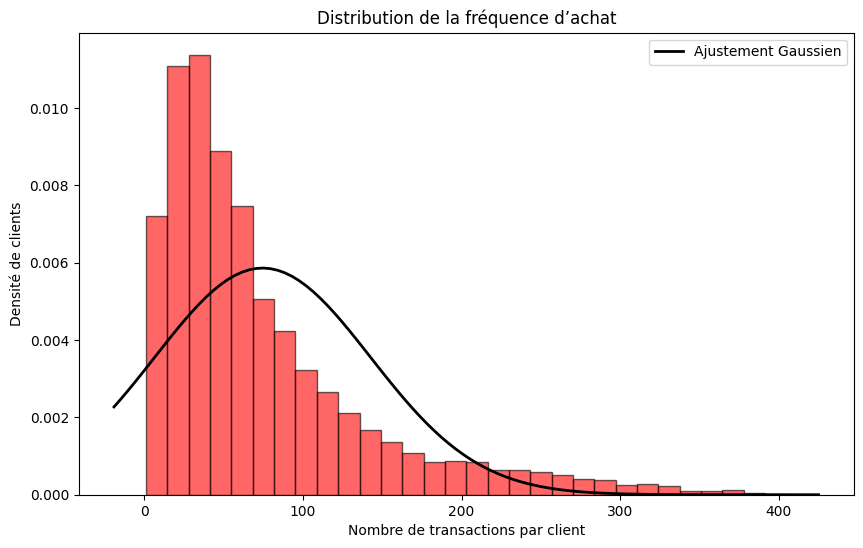 Distribution de la fréquence d’achat
Ajustement Gaussien
Densité de clients
0.010
0.008
0.006
0.004
0.002
0.000
0
100
200
300
400
Nombre de transactions par client